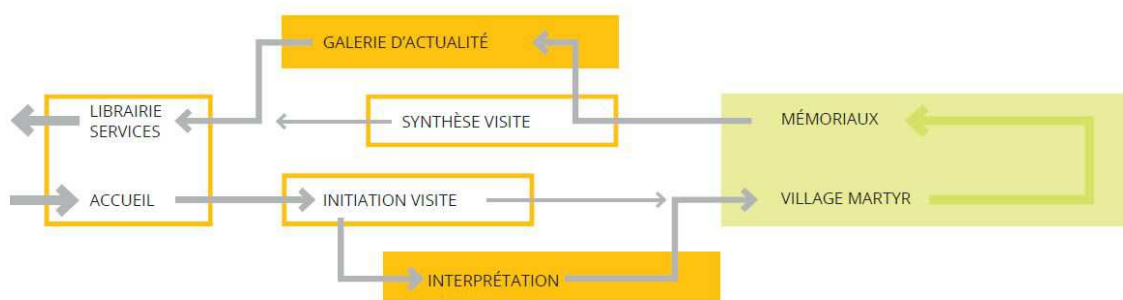 GALERIE D'ACTUALITÉ
LIBRAIRIE
SERVICES
SYNTHÈSE VISITE
MÉMORIAUX
ACCUEIL
INITIATION VISITE
VILLAGE MARTYR
INTERPRÉTATION